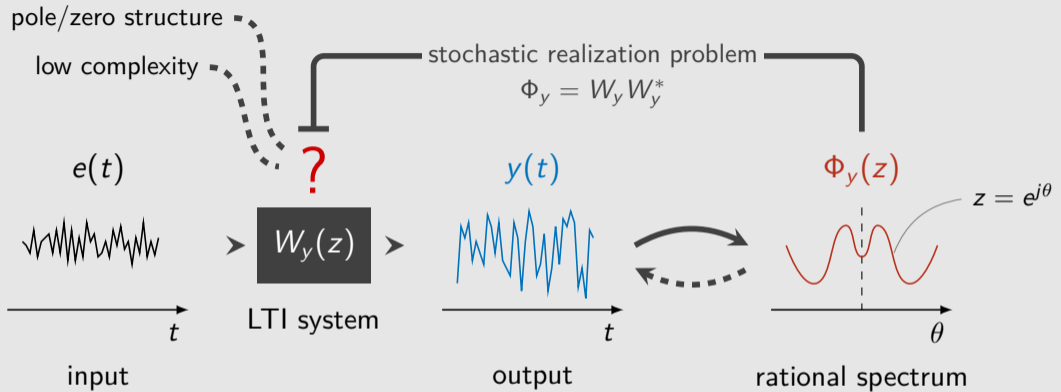 pole/zero structure
low complexity
stochastic realization problem
Φ_y = W_y W_y^*
e(t)
?
y(t)
Φ_y(z)
z = e^{jθ}
W_y(z)
LTI system
t
t
θ
input
output
rational spectrum